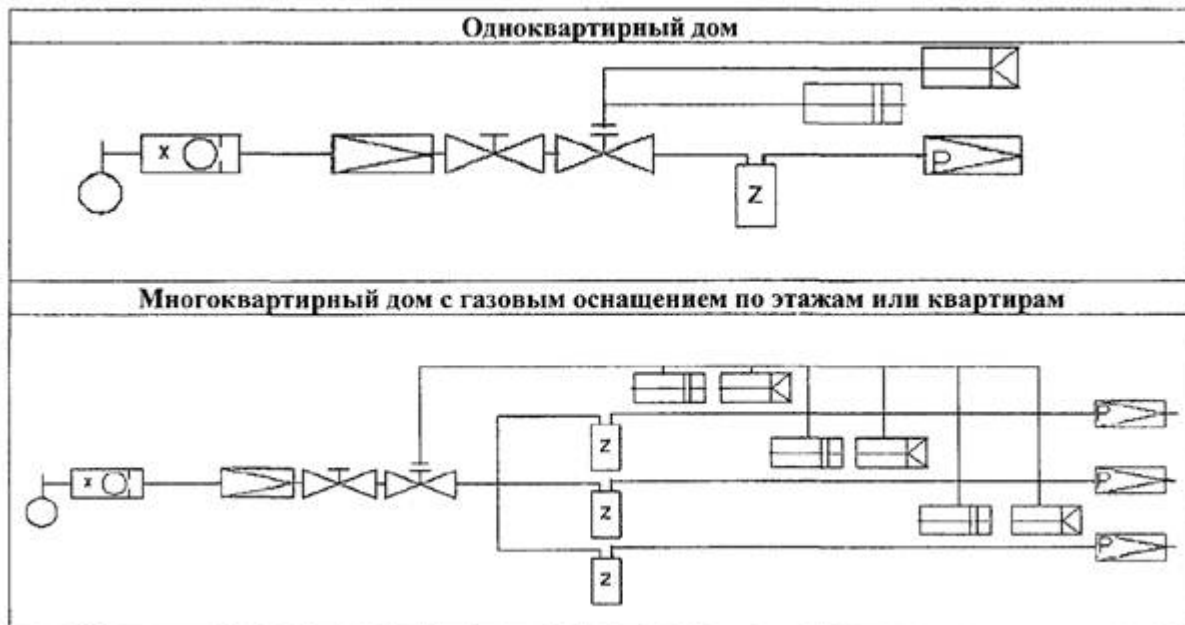 Одноквартирный дом
X
Z
P
Многоквартирный дом с газовым оснащением по этажам или квартирам
Z
P
X
Z
P
Z
P